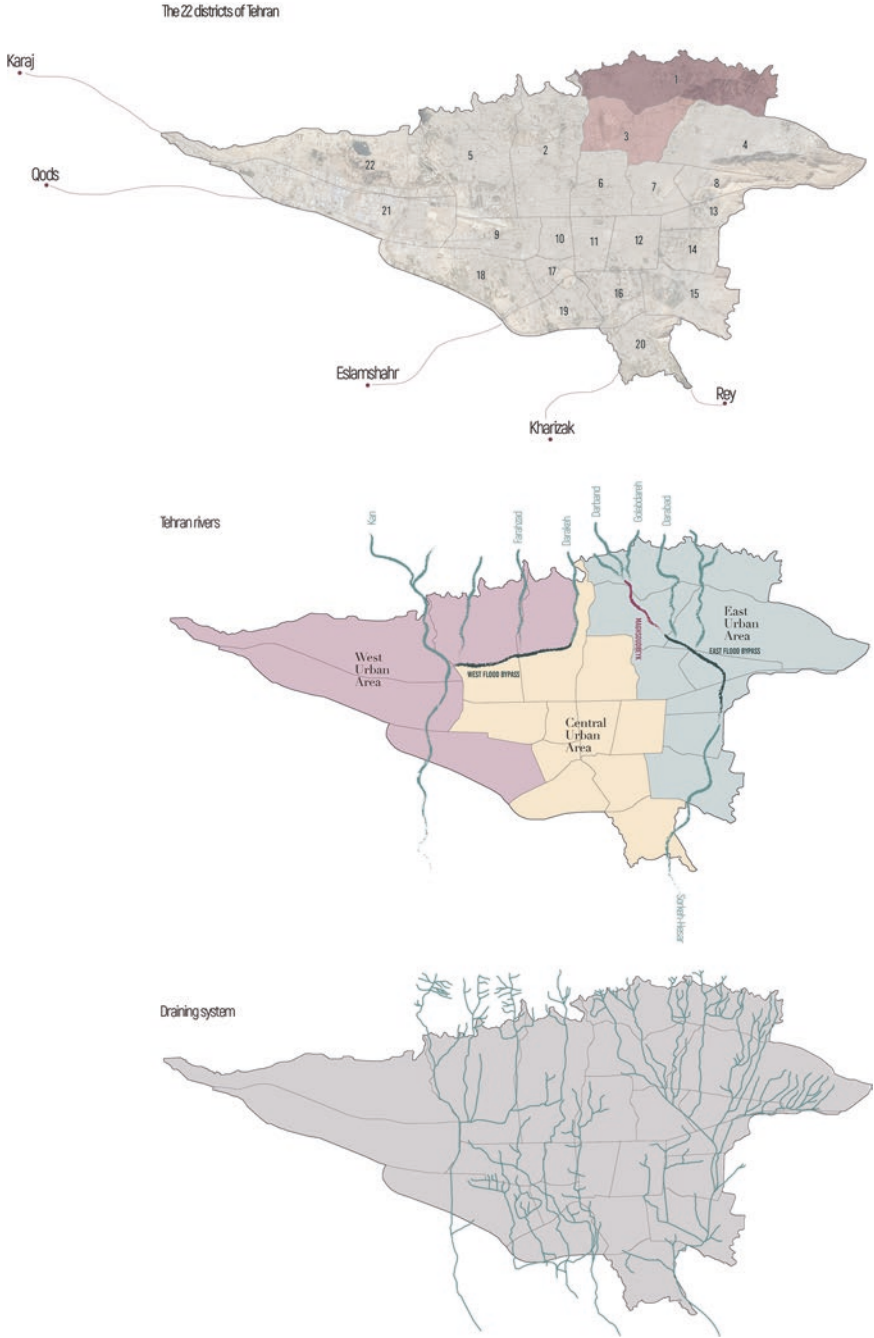 The 22 districts of Tehran
Karaj
Qods
1
3
4
2
5
22
6
7
8
21
13
9
10
11
12
14
18
17
16
15
19
20
Eslamshahr
Rey
Kharizak
Tehran rivers
Kan
Farahzad
Darakeh
Darband
Golabdareh
Darabad
West
Urban
Area
East
Urban
Area
WEST FLOOD BYPASS
MAGHSOODBEYK
EAST FLOOD BYPASS
Central
Urban
Area
Sorkheh-Hesar
Draining system